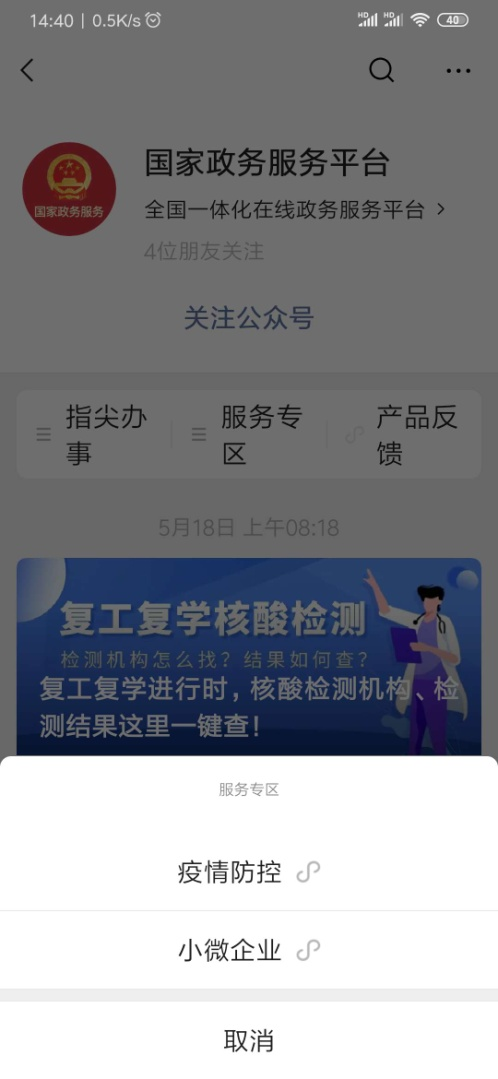 14:40 | 0.5K/s
HD HD 40
国家政务服务平台
国家政务服务
全国一体化在线政务服务平台
4位朋友关注
关注公众号
指尖办
事
服务专
区
产品反
馈
5月18日 上午08:18
复工复学核酸检测
检测机构怎么找？结果如何查？
复工复学进行时，核酸检测机构、检
测结果这里一键查！
服务专区
疫情防控
小微企业
取消